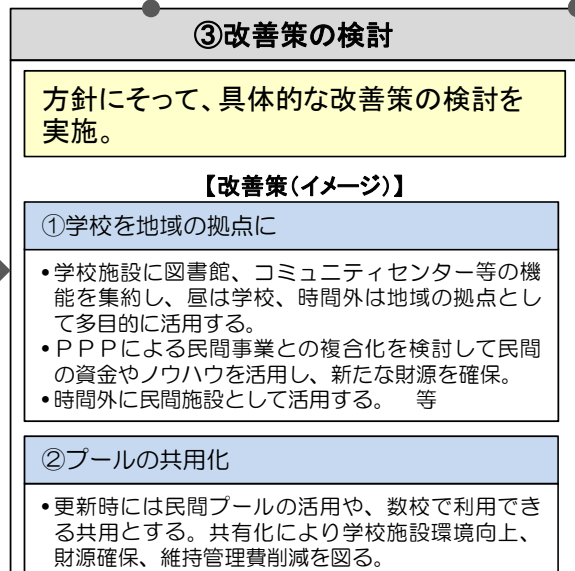 ③改善策の検討
方針にそって、具体的な改善策の検討を
実施。
【改善策(イメージ)】
①学校を地域の拠点に
•学校施設に図書館、コミュニティセンター等の機
能を集約し、昼は学校、時間外は地域の拠点とし
て多目的に活用する。
•ＰＰＰによる民間事業との複合化を検討して民間
の資金やノウハウを活用し、新たな財源を確保。
•時間外に民間施設として活用する。　等
②プールの共用化
•更新時には民間プールの活用や、数校で利用でき
る共用とする。共有化により学校施設環境向上、
財源確保、維持管理費削減を図る。